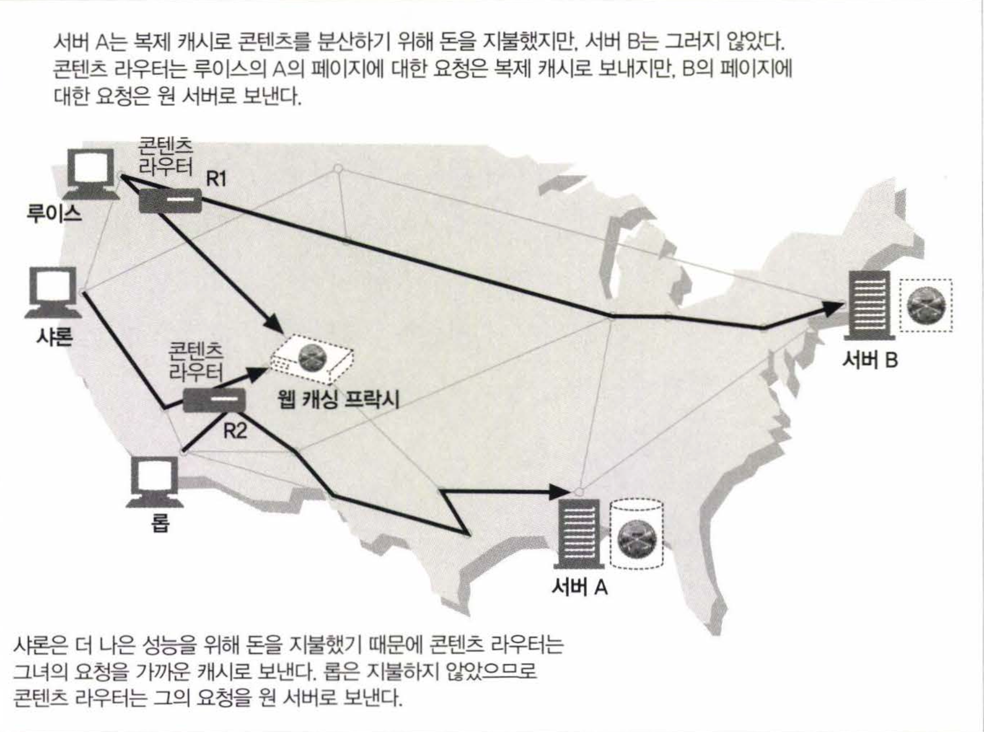 서버 A는 복제 캐시로 콘텐츠를 분산하기 위해 돈을 지불했지만, 서버 B는 그러지 않았다.
콘텐츠 라우터는 루이스의 A의 페이지에 대한 요청은 복제 캐시로 보내지만, B의 페이지에
대한 요청은 원 서버로 보낸다.
콘텐츠
라우터
R1
루이스
샤론
서버 B
콘텐츠
라우터
웹 캐싱 프락시
R2
롭
서버 A
샤론은 더 나은 성능을 위해 돈을 지불했기 때문에 콘텐츠 라우터는
그녀의 요청을 가까운 캐시로 보낸다. 롭은 지불하지 않았으므로
콘텐츠 라우터는 그의 요청을 원 서버로 보낸다.